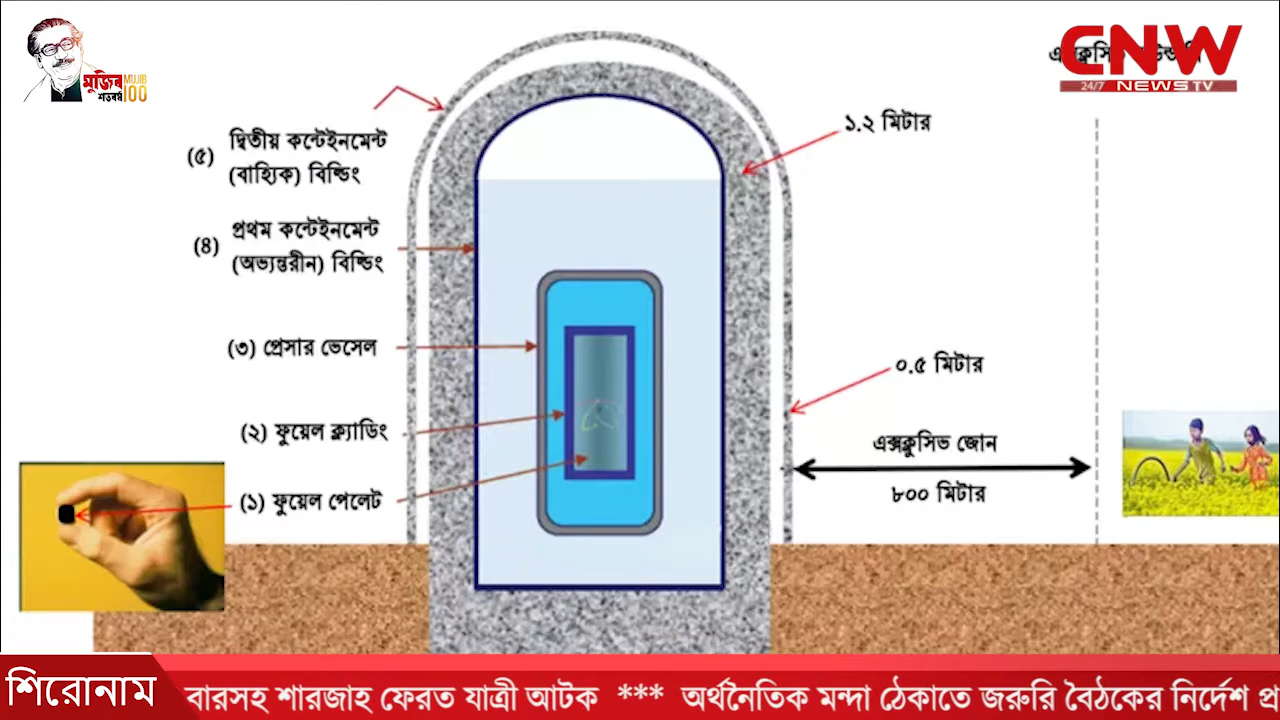 মুজিব
শতবর্ষ
MUJIB
100
CNW
24/7 NEWS TV
১.২ মিটার
(৫) দ্বিতীয় কন্টেইনমেন্ট
(বাহ্যিক) বিল্ডিং
(৪) প্রথম কন্টেইনমেন্ট
(অভ্যন্তরীন) বিল্ডিং
(৩) প্রেসার ভেসেল
০.৫ মিটার
(২) ফুয়েল ক্ল্যাডিং
এক্সক্লুসিভ জোন
৮০০ মিটার
(১) ফুয়েল পেলেট
শিরোনাম
বারসহ শারজাহ ফেরত যাত্রী আটক *** অর্থনৈতিক মন্দা ঠেকাতে জরুরি বৈঠকের নির্দেশ প্র